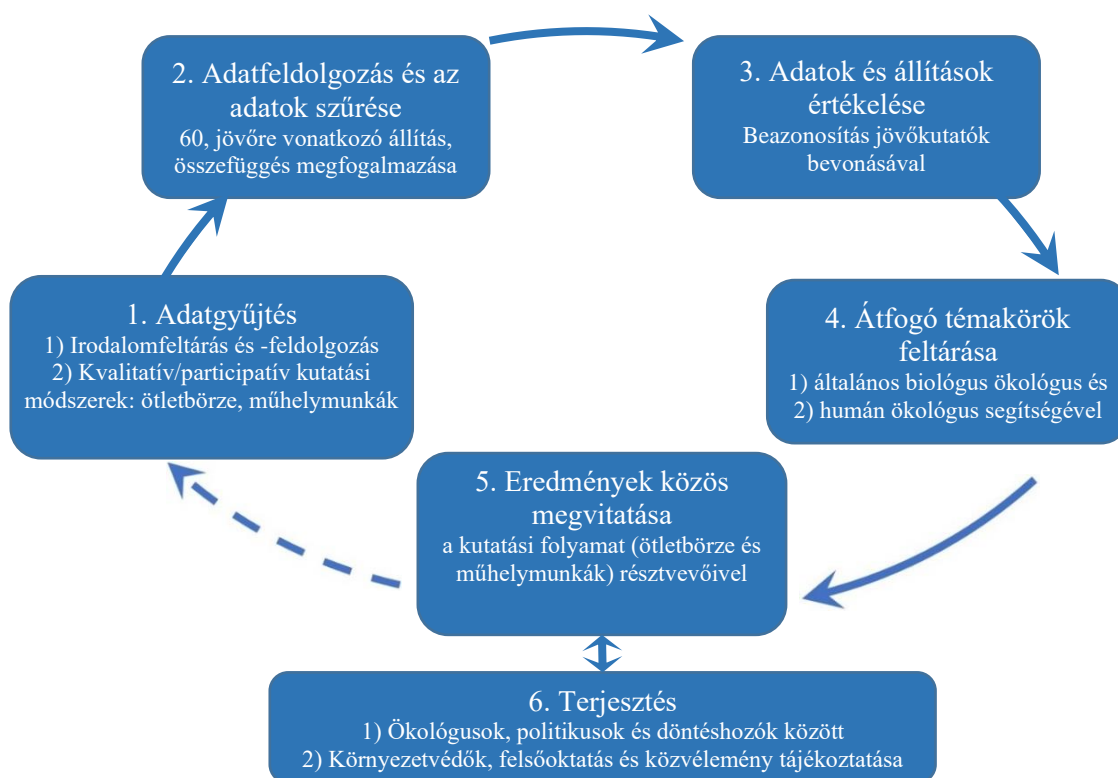 1. Adatgyűjtés
1) Irodalomfeltárás és -feldolgozás
2) Kvalitatív/participatív kutatási
módszerek: ötletbörze, műhelymunkák
2. Adatfeldolgozás és az
adatok szűrése
60, jövőre vonatkozó állítás,
összefüggés megfogalmazása
3. Adatok és állítások
értékelése
Beazonosítás jövőkutatók
bevonásával
4. Átfogó témakörök
feltárása
1) általános biológus ökológus és
2) humán ökológus segítségével
5. Eredmények közös
megvitatása
a kutatási folyamat (ötletbörze és
műhelymunkák) résztvevőivel
6. Terjesztés
1) Ökológusok, politikusok és döntéshozók között
2) Környezetvédők, felsőoktatás és közvélemény tájékoztatása